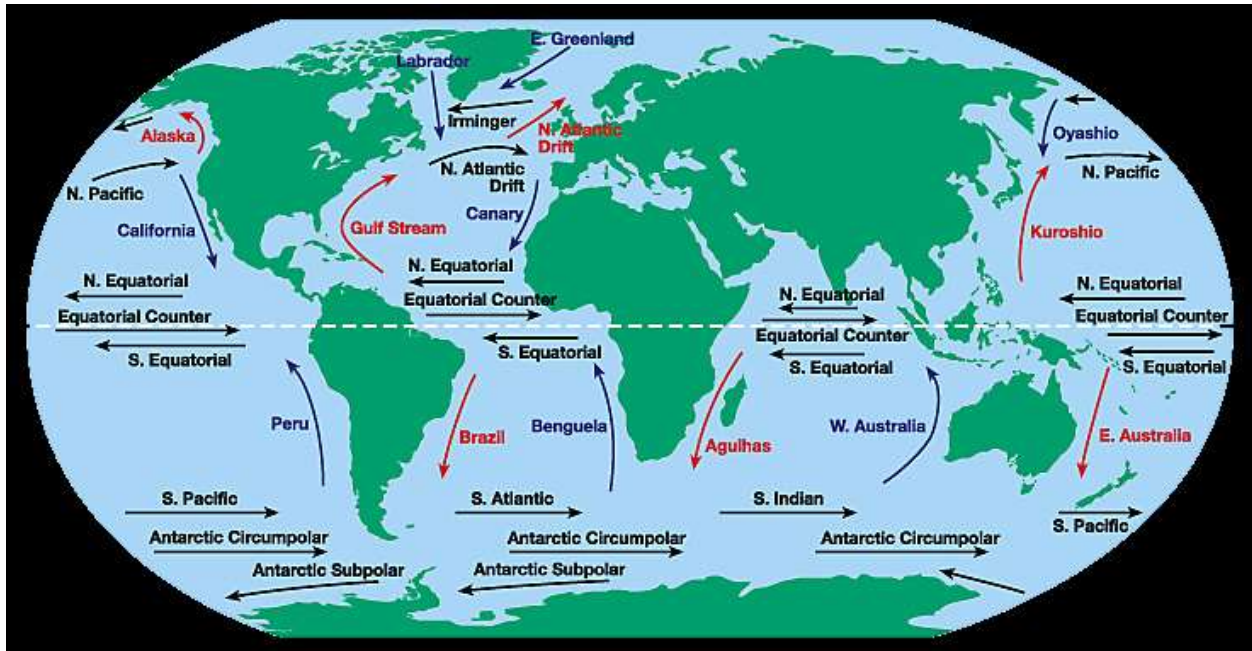 E. Greenland
Labrador
Irminger
Alaska
N. Atlantic
Drift
Oyashio
N. Pacific
N. Atlantic
Drift
N. Pacific
Canary
California
Gulf Stream
Kuroshio
N. Equatorial
N. Equatorial
N. Equatorial
N. Equatorial
Equatorial Counter
Equatorial Counter
Equatorial Counter
Equatorial Counter
S. Equatorial
S. Equatorial
S. Equatorial
S. Equatorial
Peru
Brazil
Benguela
Agulhas
W. Australia
E. Australia
S. Pacific
S. Atlantic
S. Indian
S. Pacific
Antarctic Circumpolar
Antarctic Circumpolar
Antarctic Circumpolar
Antarctic Subpolar
Antarctic Subpolar